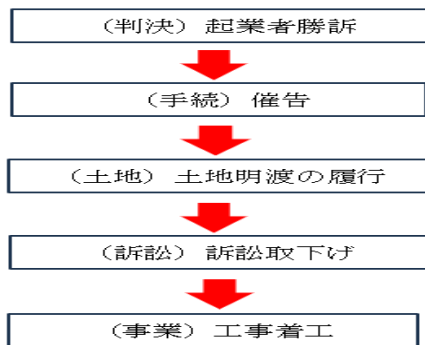 (判決) 起業者勝訴
(手続) 催告
(土地) 土地明渡の履行
(訴訟) 訴訟取下げ
(事業) 工事着工